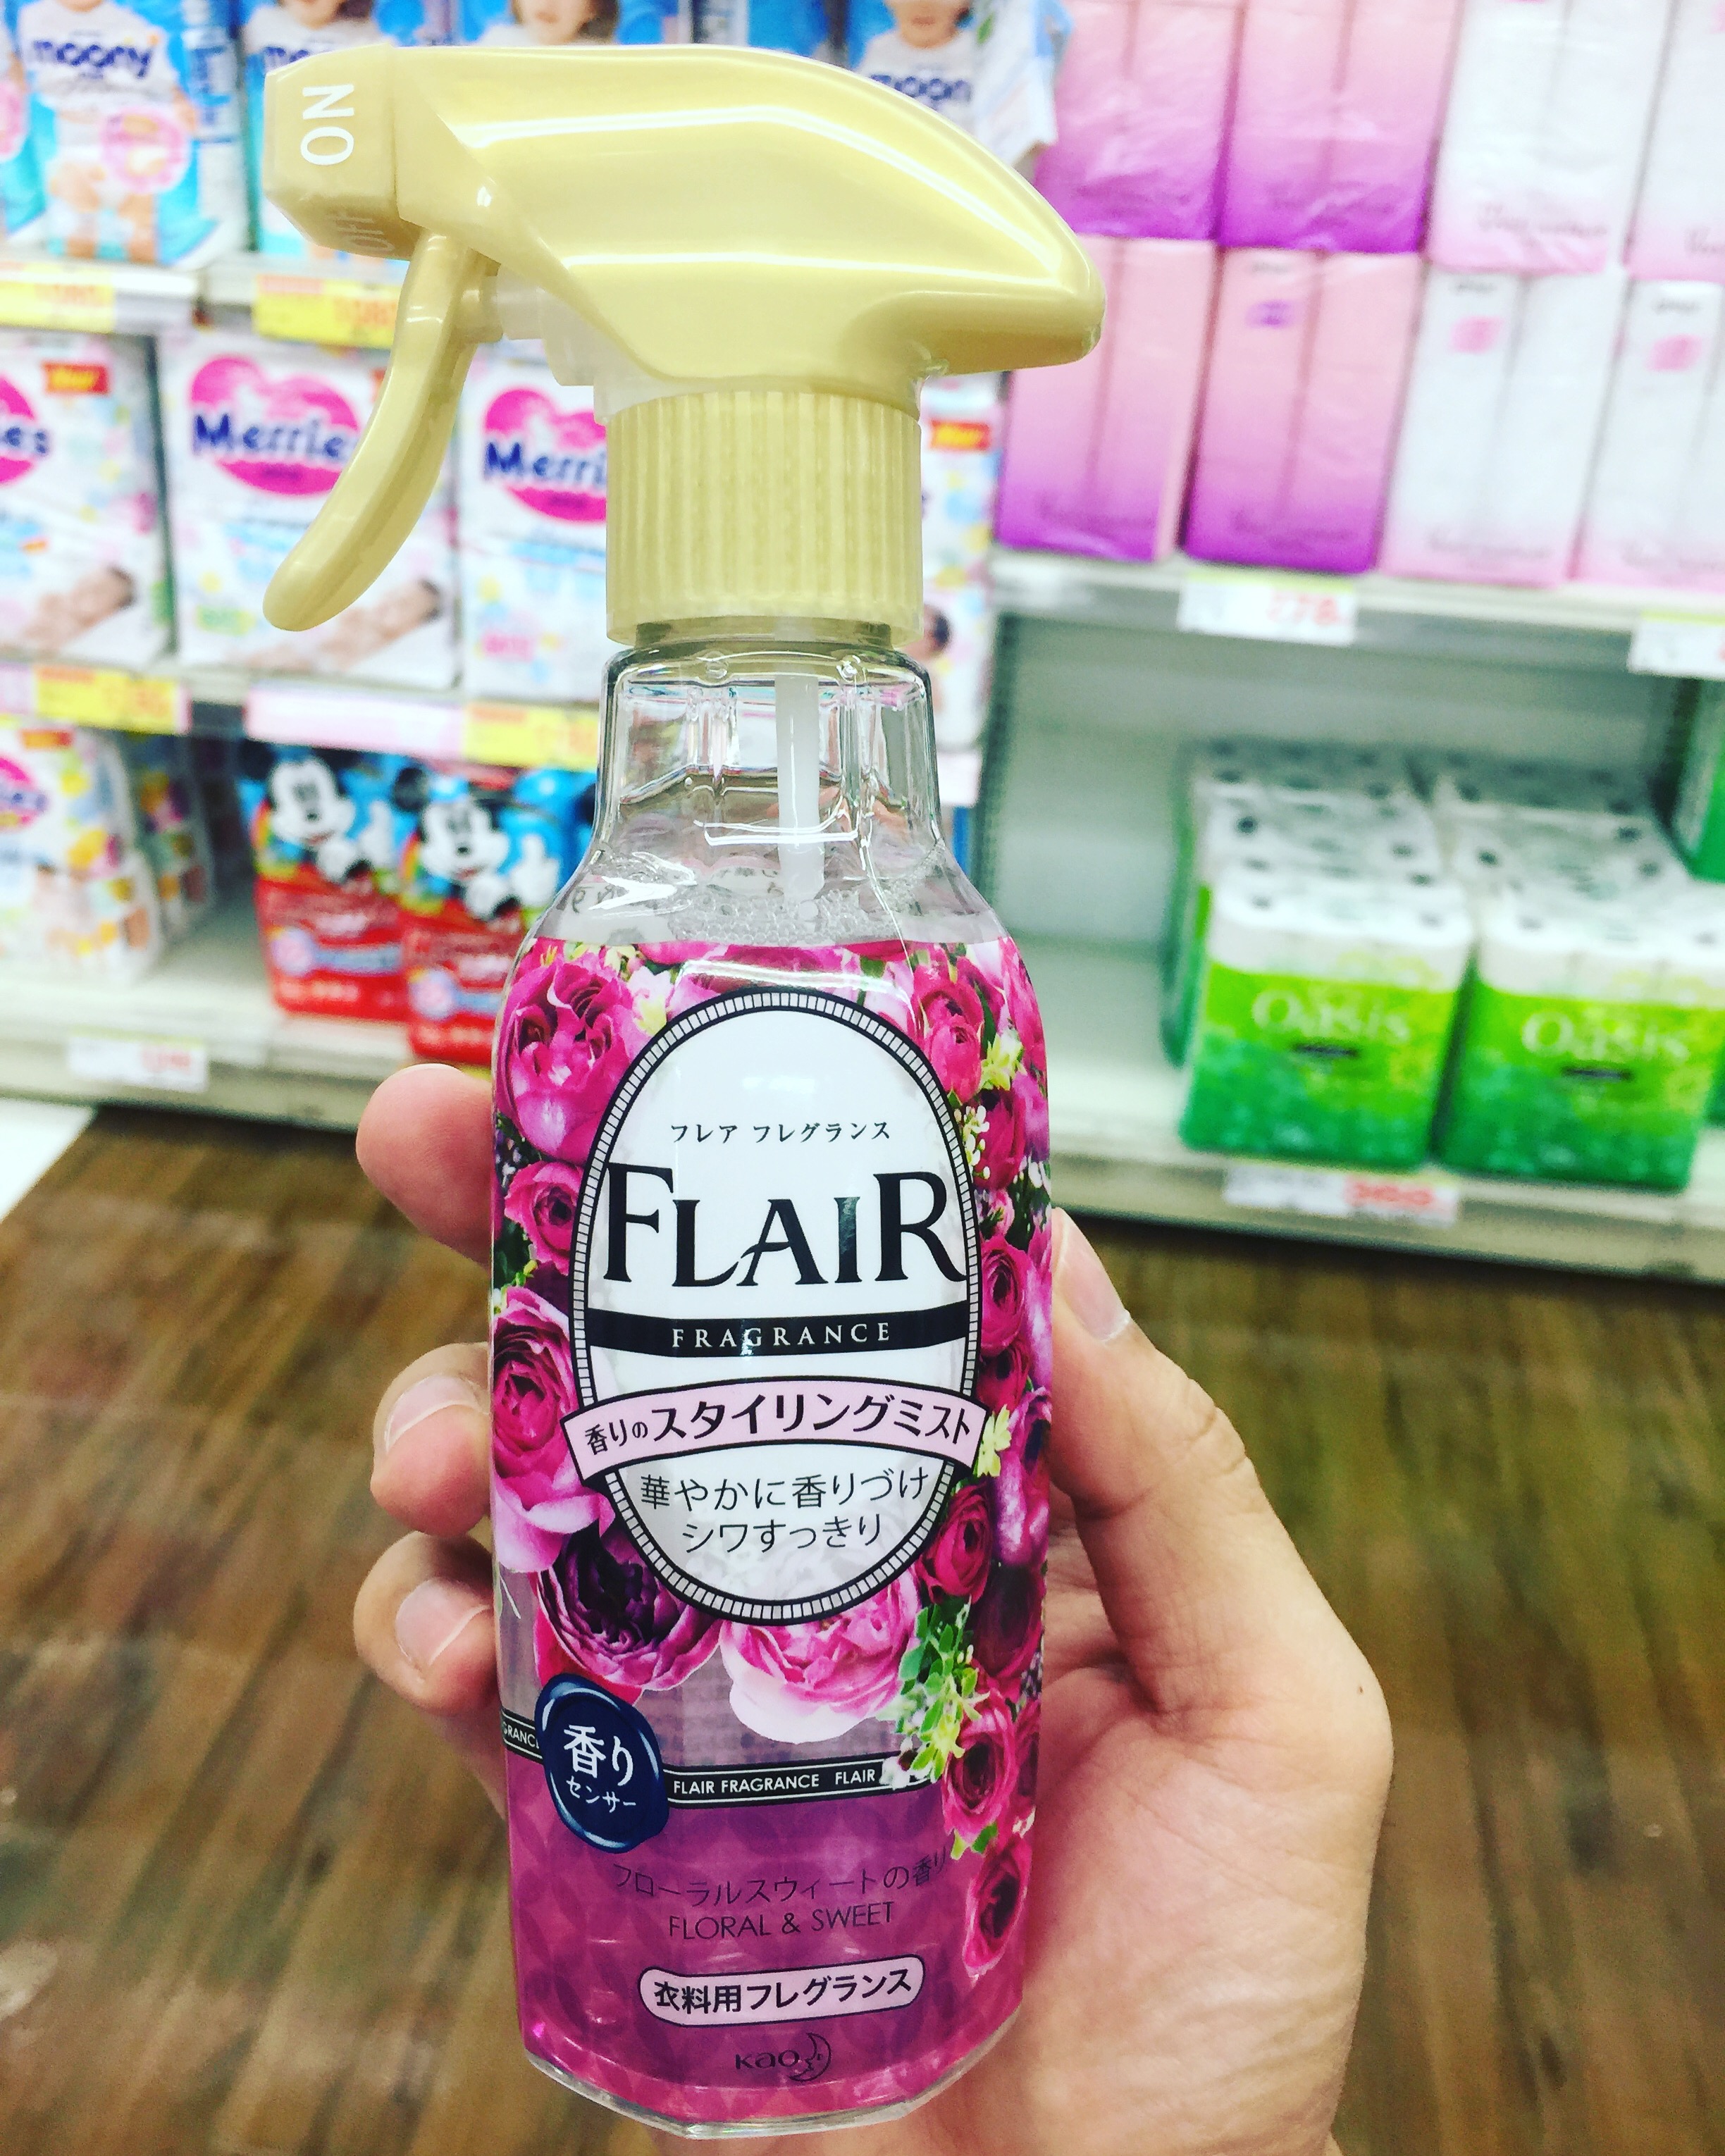 moony
moony
moony
ON
OFF
Merries
Merries
フレア フレグランス
FLAIR
FRAGRANCE
香りのスタイリングミスト
華やかに香りづけ
シワすっきり
香り
センサー
FLAIR FRAGRANCE FLAIR
フローラルスウィートの香り
FLORAL & SWEET
衣料用フレグランス
Kao
Oasis
Oasis